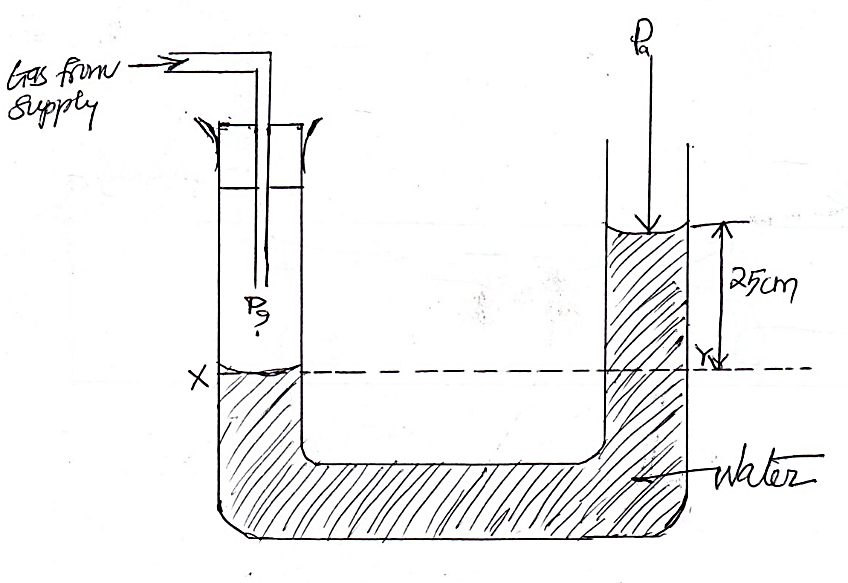 Gas from
supply
Pa
Pg
25cm
X
Y
Water